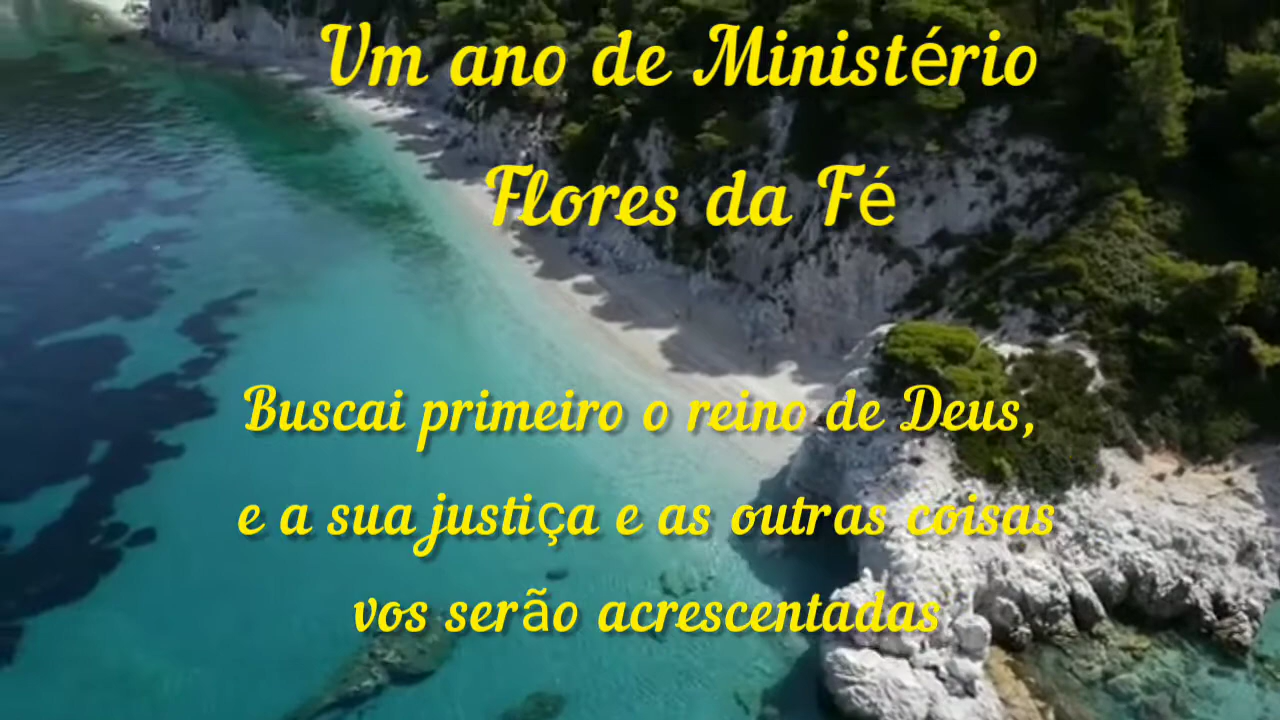 Um ano de Ministério
Flores da Fé
Buscai primeiro o reino de Deus,
e a sua justiça e as outras coisas
vos serão acrescentadas